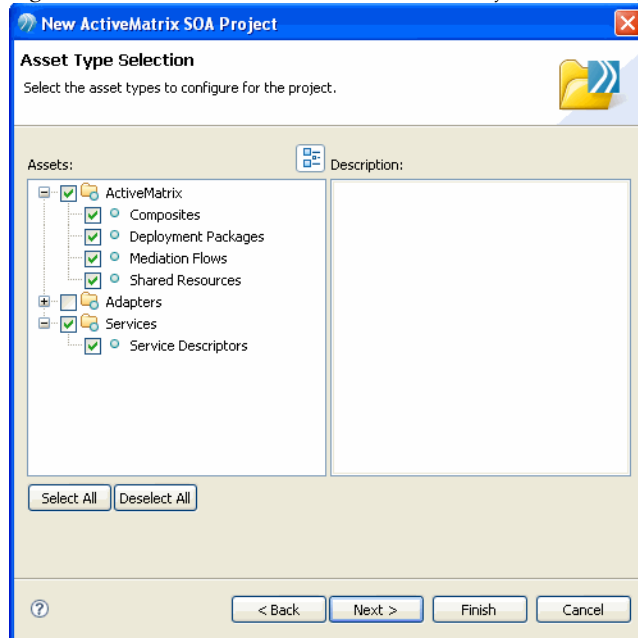 New ActiveMatrix SOA Project
Asset Type Selection
Select the asset types to configure for the project.
Assets:
Description:
ActiveMatrix
Composites
Deployment Packages
Mediation Flows
Shared Resources
Adapters
Services
Service Descriptors
Select All
Deselect All
< Back
Next >
Finish
Cancel